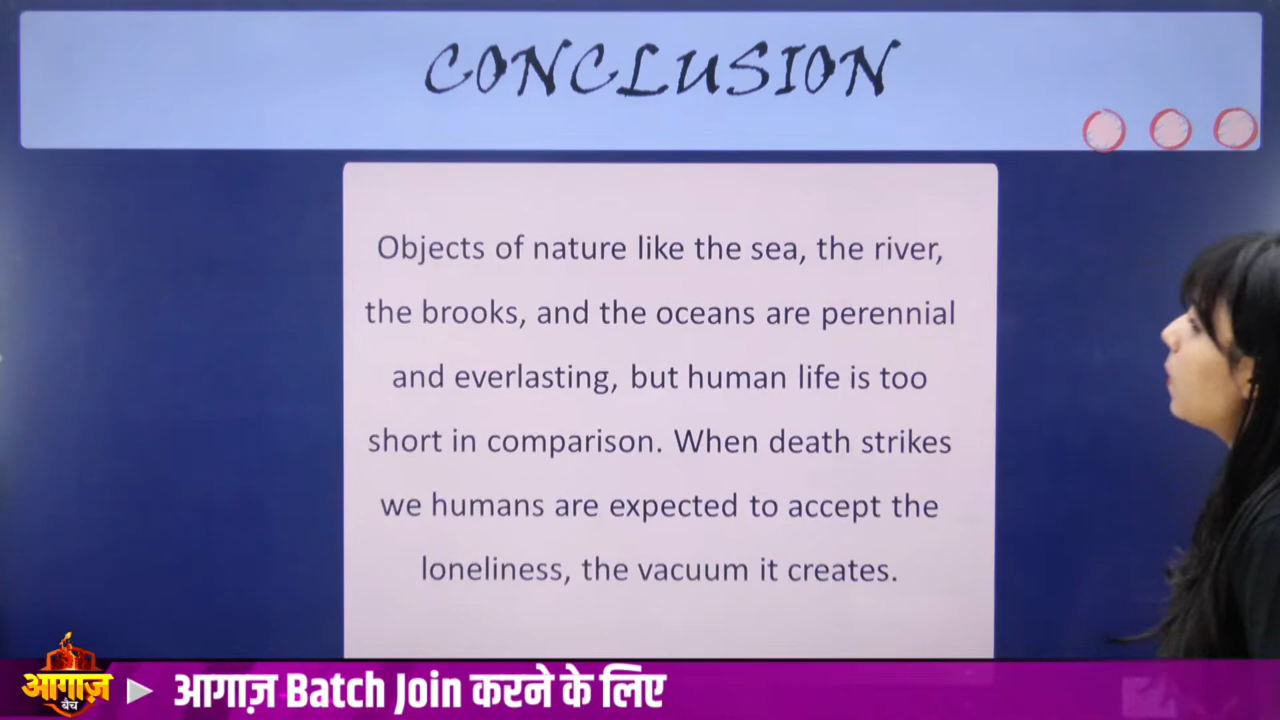 CONCLUSION
Objects of nature like the sea, the river,
the brooks, and the oceans are perennial
and everlasting, but human life is too
short in comparison. When death strikes
we humans are expected to accept the
loneliness, the vacuum it creates.
आगाज़
बैच
आगाज़ Batch Join करने के लिए